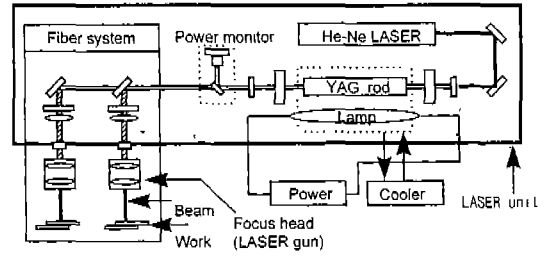 Fiber system
Power monitor
He-Ne LASER
YAG rod
Lamp
Power
Cooler
LASER unit
Beam
Work
Focus head
(LASER gun)